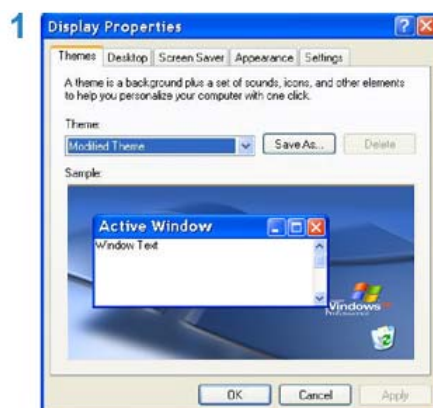 1
Display Properties
Themes Desktop Screen Saver Appearance Settings
A theme is a background plus a set of sounds, icons, and other elements
to help you personalize your computer with one click.
Theme:
Modified Theme Save As... Delete
Sample:
Active Window
Window Text
Windows
OK Cancel Apply